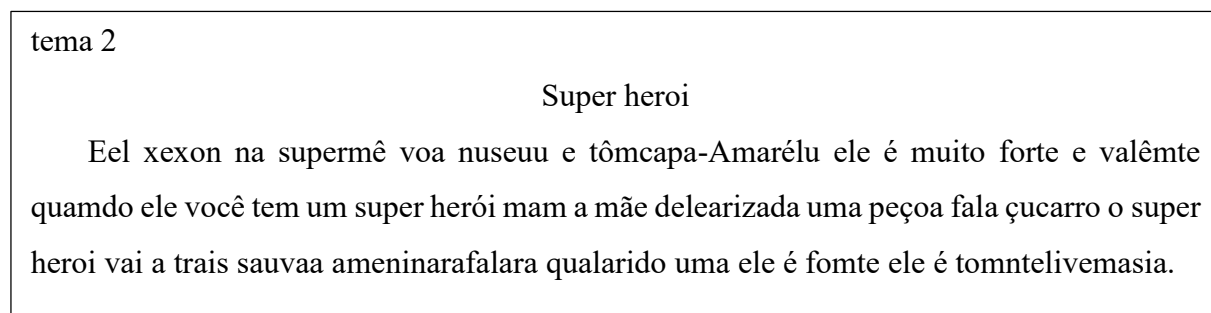 tema 2
Super heroi
Eel xexon na supermê voa nuseuu e tômcapa-Amarélu ele é muito forte e valêmte
quamdo ele você tem um super herói mam a mãe delearizada uma peçoa fala çucarro o super
heroi vai a trais sauvaa ameninarafalara qualarido uma ele é fomte ele é tomntelivemasia.